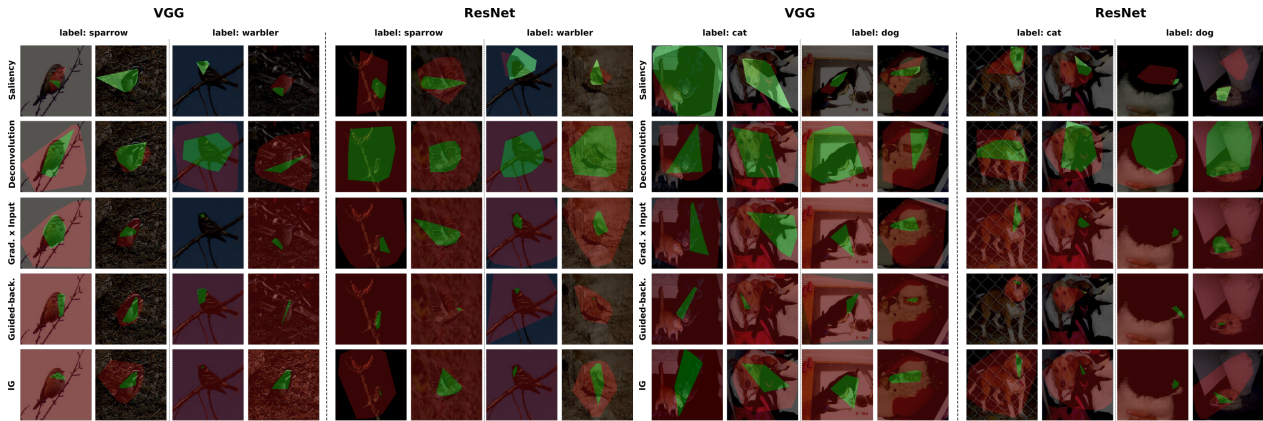 VGG ResNet VGG ResNet
label: sparrow label: warbler label: sparrow label: warbler label: cat label: dog label: cat label: dog
Saliency Saliency
Deconvolution Deconvolution
Grad. x Input Grad. x Input
Guided-back. Guided-back.
IG IG